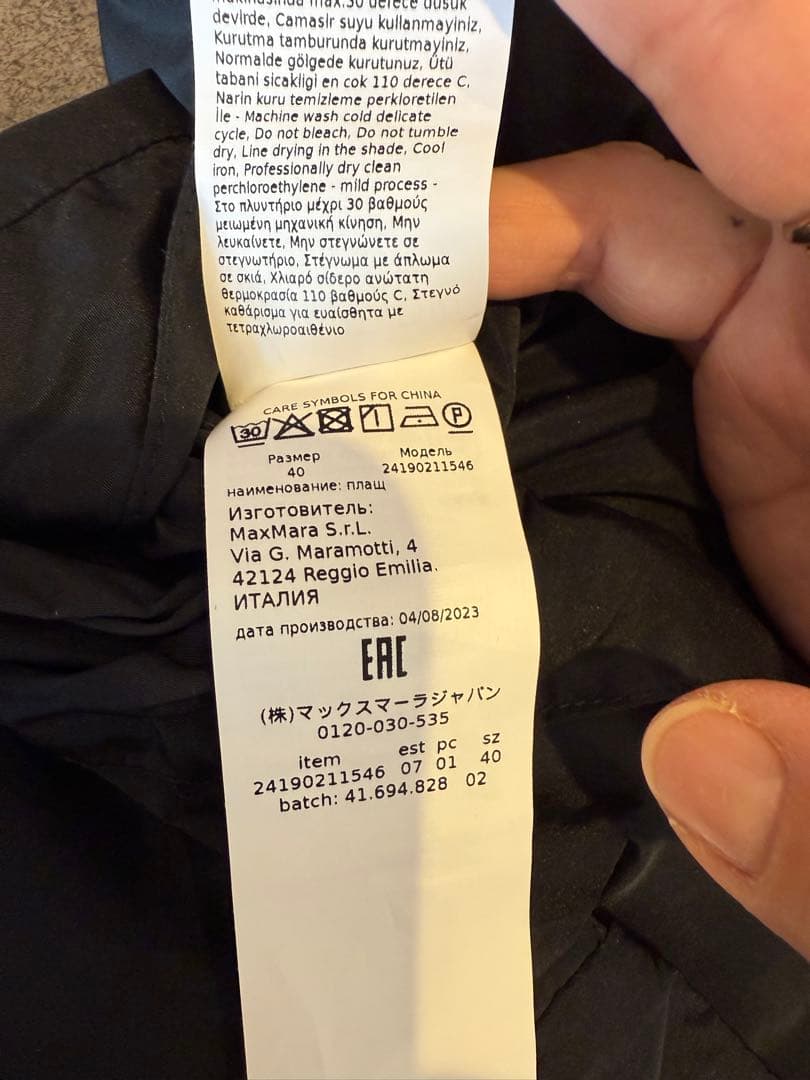 makinasinda max.30 derece düsük
devirde, Camasir suyu kullanmayiniz,
Kurutma tamburunda kurutmayiniz,
Normalde gölgede kurutunuz, Ütü
tabani sicakligi en cok 110 derece C,
Narin kuru temizleme perkloretilen
İle - Machine wash cold delicate
cycle, Do not bleach, Do not tumble
dry, Line drying in the shade, Cool
iron, Professionally dry clean
perchloroethylene - mild process -
Στο πλυντήριο μέχρι 30 βαθμούς
μειωμένη μηχανική κίνηση, Μην
λευκαίνετε, Μην στεγνώνετε σε
στεγνωτήριο, Στέγνωμα με άπλωμα
σε σκιά, Χλιαρό σίδερο ανώτατη
θερμοκρασία 110 βαθμούς C, Στεγνό
καθάρισμα για ευαίσθητα με
τετραχλωροαιθένιο
CARE SYMBOLS FOR CHINA
30 P
Размер Модель
40 24190211546
наименование: плащ
Изготовитель:
MaxMara S.r.L.
Via G. Maramotti, 4
42124 Reggio Emilia.
ИТАЛИЯ
дата производства: 04/08/2023
EAC
(株)マックスマーラジャパン
0120-030-535
item est pc sz
24190211546 07 01 40
batch: 41.694.828 02